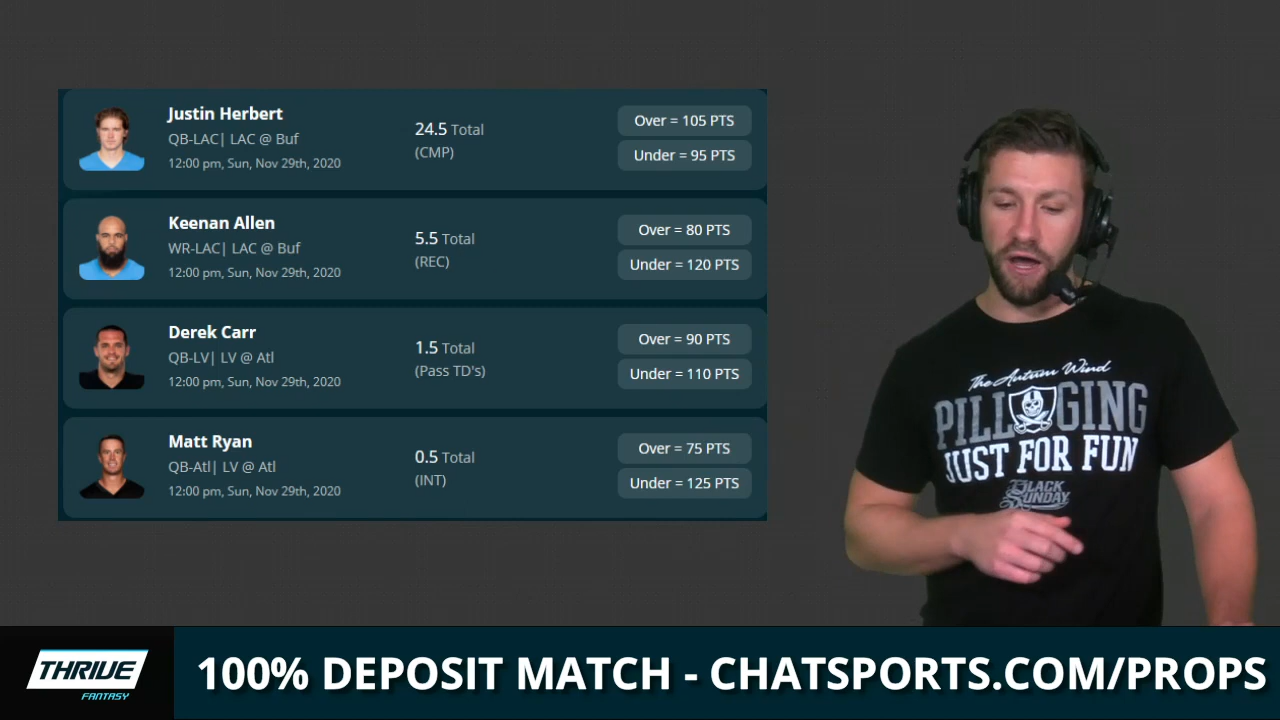 Justin Herbert
QB-LAC| LAC @ Buf
12:00 pm, Sun, Nov 29th, 2020
24.5 Total
(CMP)
Over = 105 PTS
Under = 95 PTS
Keenan Allen
WR-LAC| LAC @ Buf
12:00 pm, Sun, Nov 29th, 2020
5.5 Total
(REC)
Over = 80 PTS
Under = 120 PTS
Derek Carr
QB-LV| LV @ Atl
12:00 pm, Sun, Nov 29th, 2020
1.5 Total
(Pass TD's)
Over = 90 PTS
Under = 110 PTS
Matt Ryan
QB-Atl| LV @ Atl
12:00 pm, Sun, Nov 29th, 2020
0.5 Total
(INT)
Over = 75 PTS
Under = 125 PTS
The Autumn Wind
PILLAGING
JUST FOR FUN
BLACK
SUNDAY
THRIVE
FANTASY
100% DEPOSIT MATCH - CHATSPORTS.COM/PROPS